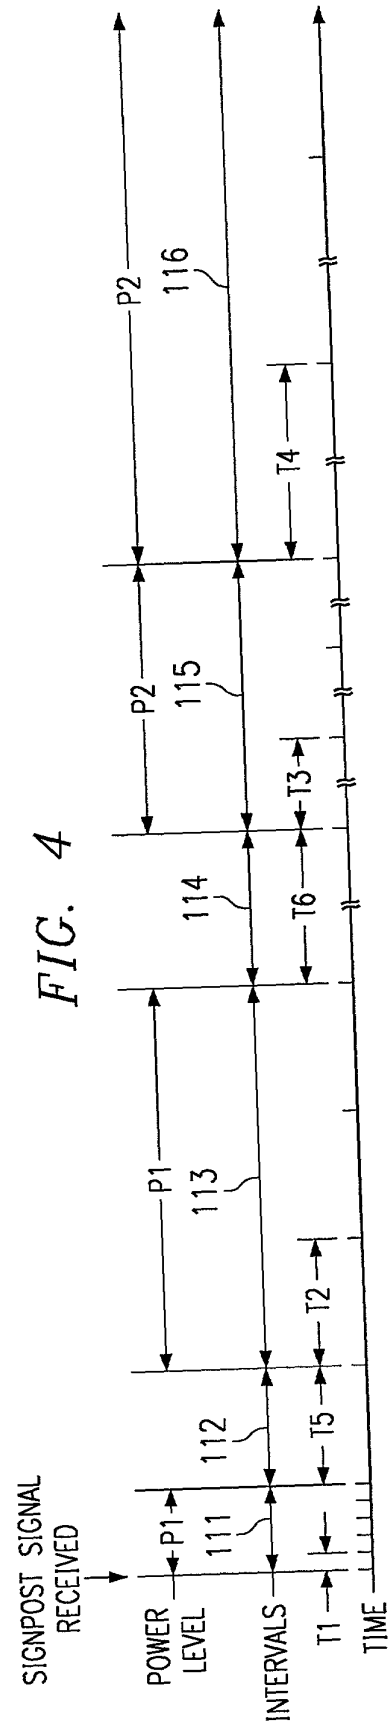 FIG. 4
SIGNPOST SIGNAL
RECEIVED
POWER
LEVEL
P1
P1
P2
P2
INTERVALS
111
112
113
114
115
116
T1
T5
T2
T6
T3
T4
TIME